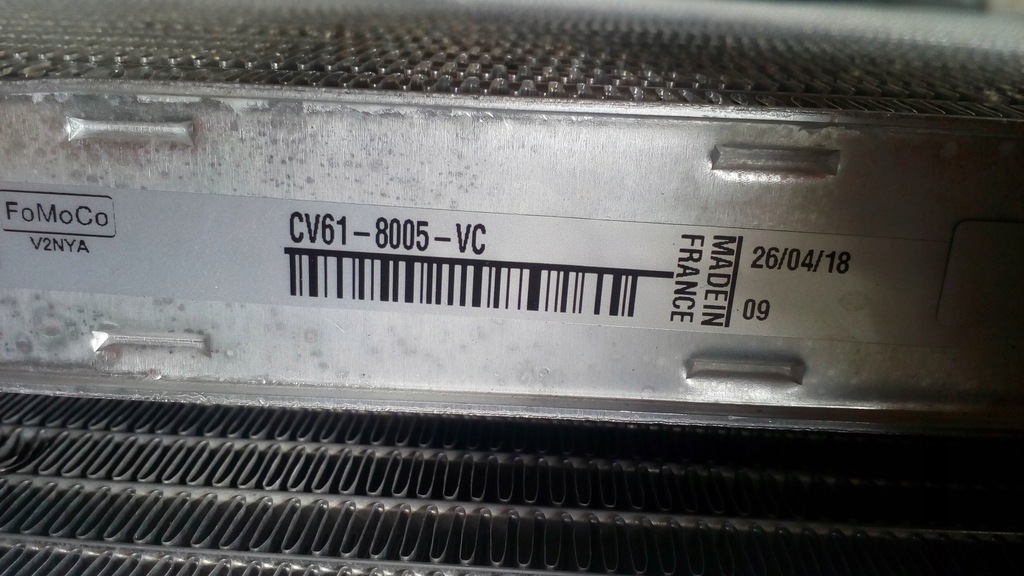 FoMoCo
V2NYA
CV61-8005-VC
MADE IN
FRANCE
26/04/18
09